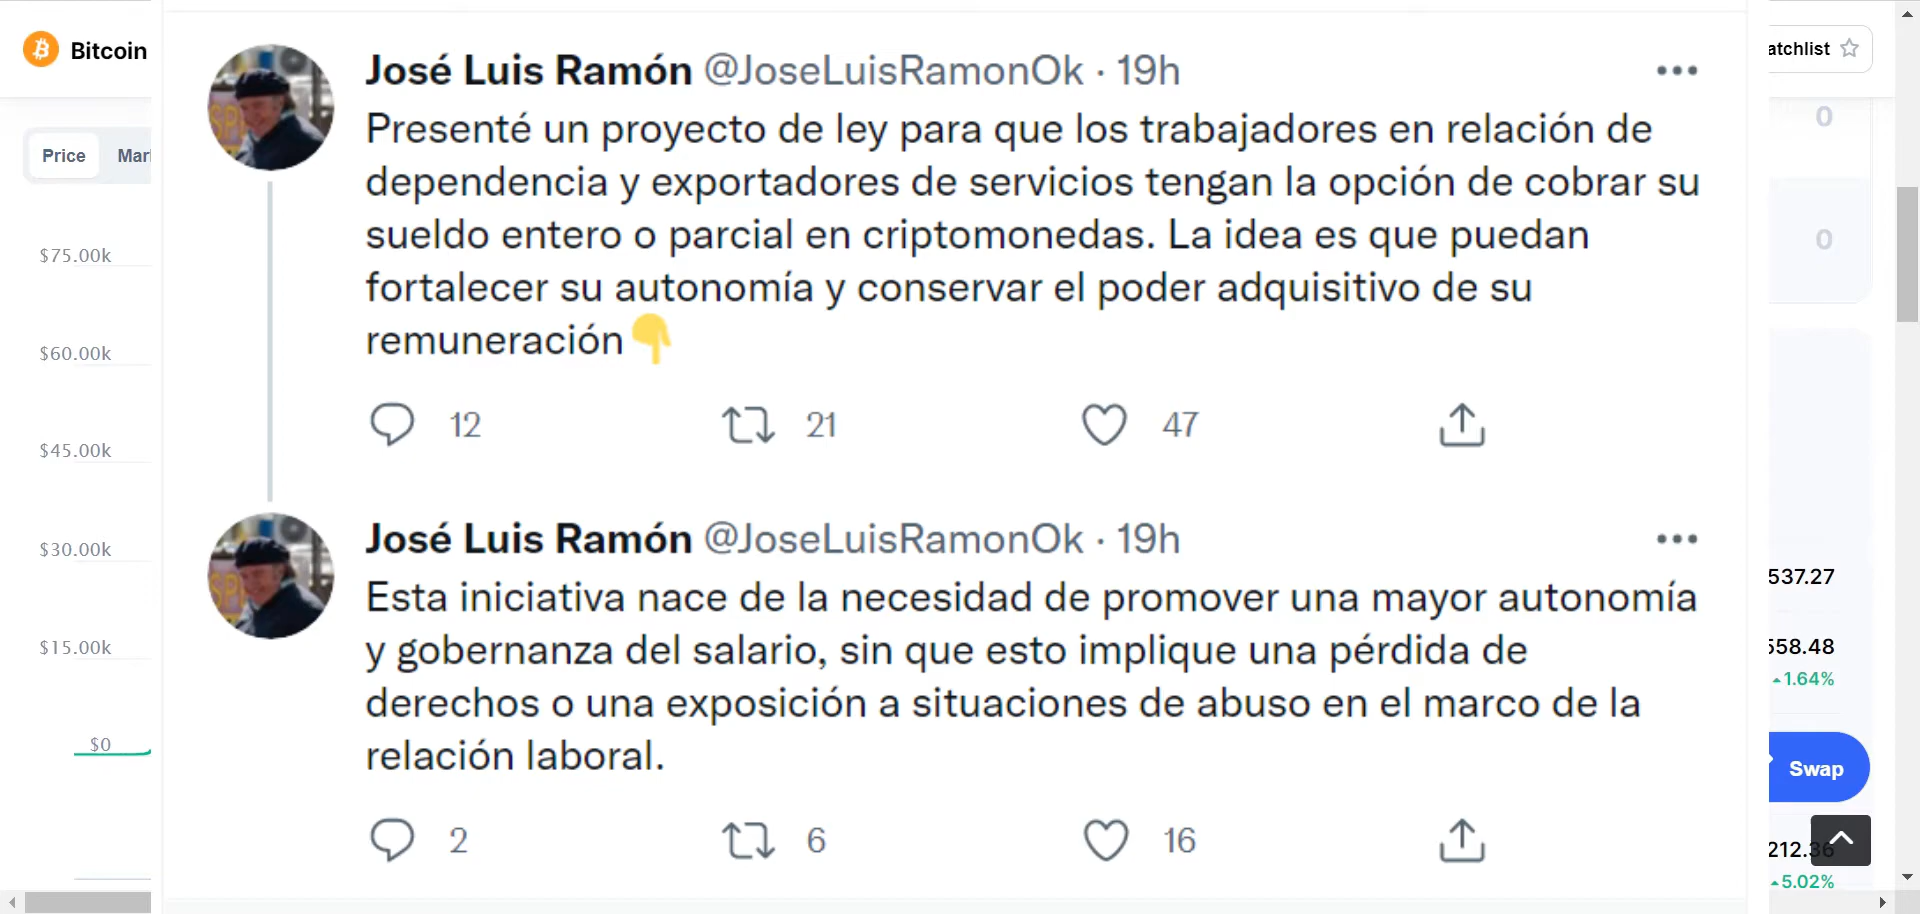 Bitcoin
Price
$75.00k
$60.00k
$45.00k
$30.00k
$15.00k
$0
José Luis Ramón @JoseLuisRamonOk · 19h
Presenté un proyecto de ley para que los trabajadores en relación de
dependencia y exportadores de servicios tengan la opción de cobrar su
sueldo entero o parcial en criptomonedas. La idea es que puedan
fortalecer su autonomía y conservar el poder adquisitivo de su
remuneración👇
12 21 47
José Luis Ramón @JoseLuisRamonOk · 19h
Esta iniciativa nace de la necesidad de promover una mayor autonomía
y gobernanza del salario, sin que esto implique una pérdida de
derechos o una exposición a situaciones de abuso en el marco de la
relación laboral.
2 6 16
atchlist
0
0
537.27
558.48
1.64%
Swap
212.36
5.02%